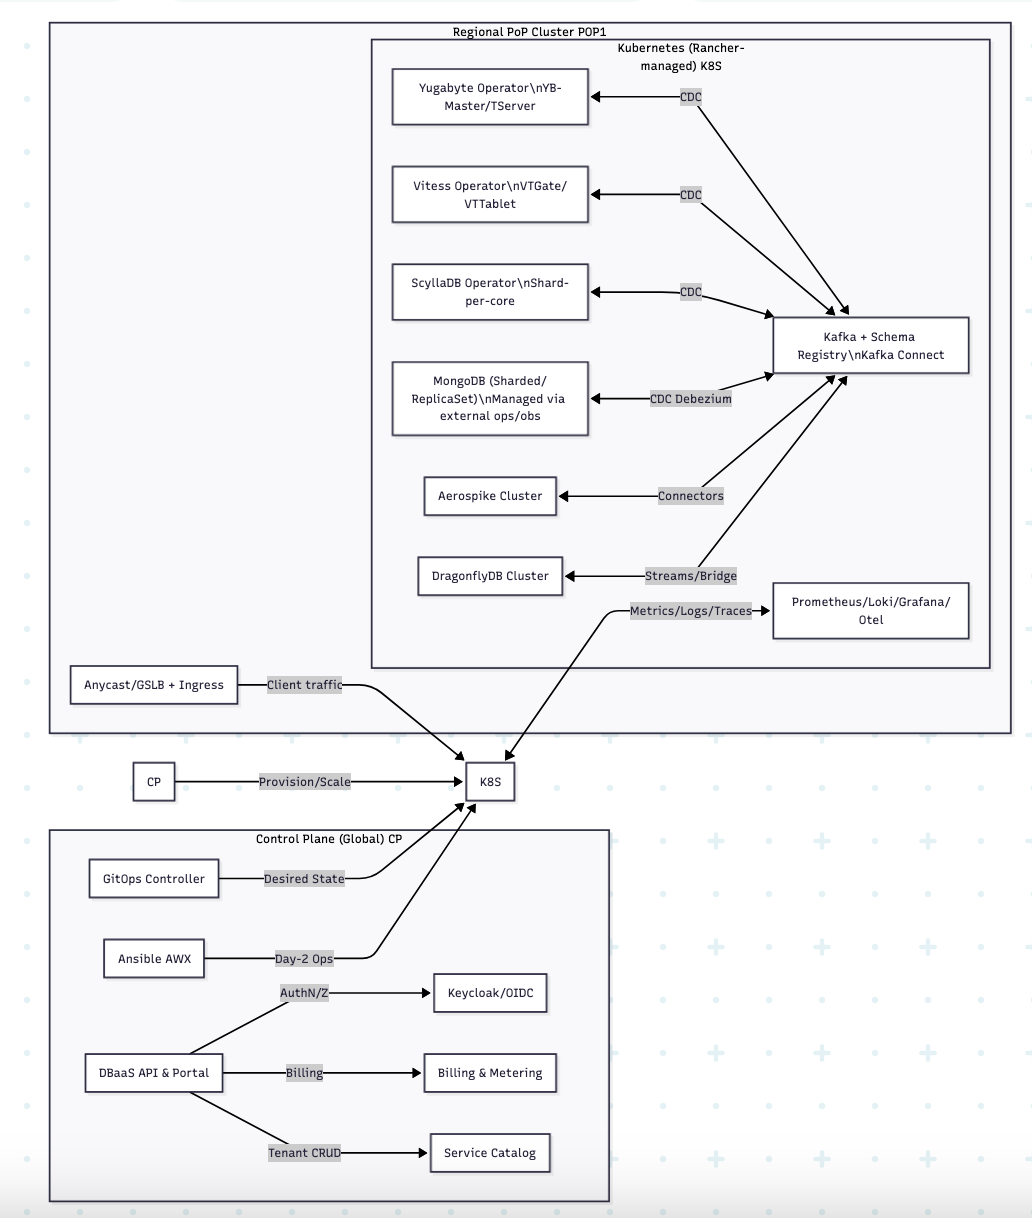 Regional PoP Cluster POP1
Kubernetes (Rancher-
managed) K8S
Yugabyte Operator\nYB-
Master/TServer
CDC
Vitess Operator\nVTGate/
VTTablet
CDC
ScyllaDB Operator\nShard-
per-core
CDC
Kafka + Schema
Registry\nKafka Connect
MongoDB (Sharded/
ReplicaSet)\nManaged via
external ops/obs
CDC Debezium
Aerospike Cluster
Connectors
DragonflyDB Cluster
Streams/Bridge
Metrics/Logs/Traces
Prometheus/Loki/Grafana/
Otel
Anycast/GSLB + Ingress
Client traffic
CP
Provision/Scale
K8S
Control Plane (Global) CP
GitOps Controller
Desired State
Ansible AWX
Day-2 Ops
AuthN/Z
Keycloak/OIDC
DBaaS API & Portal
Billing
Billing & Metering
Tenant CRUD
Service Catalog